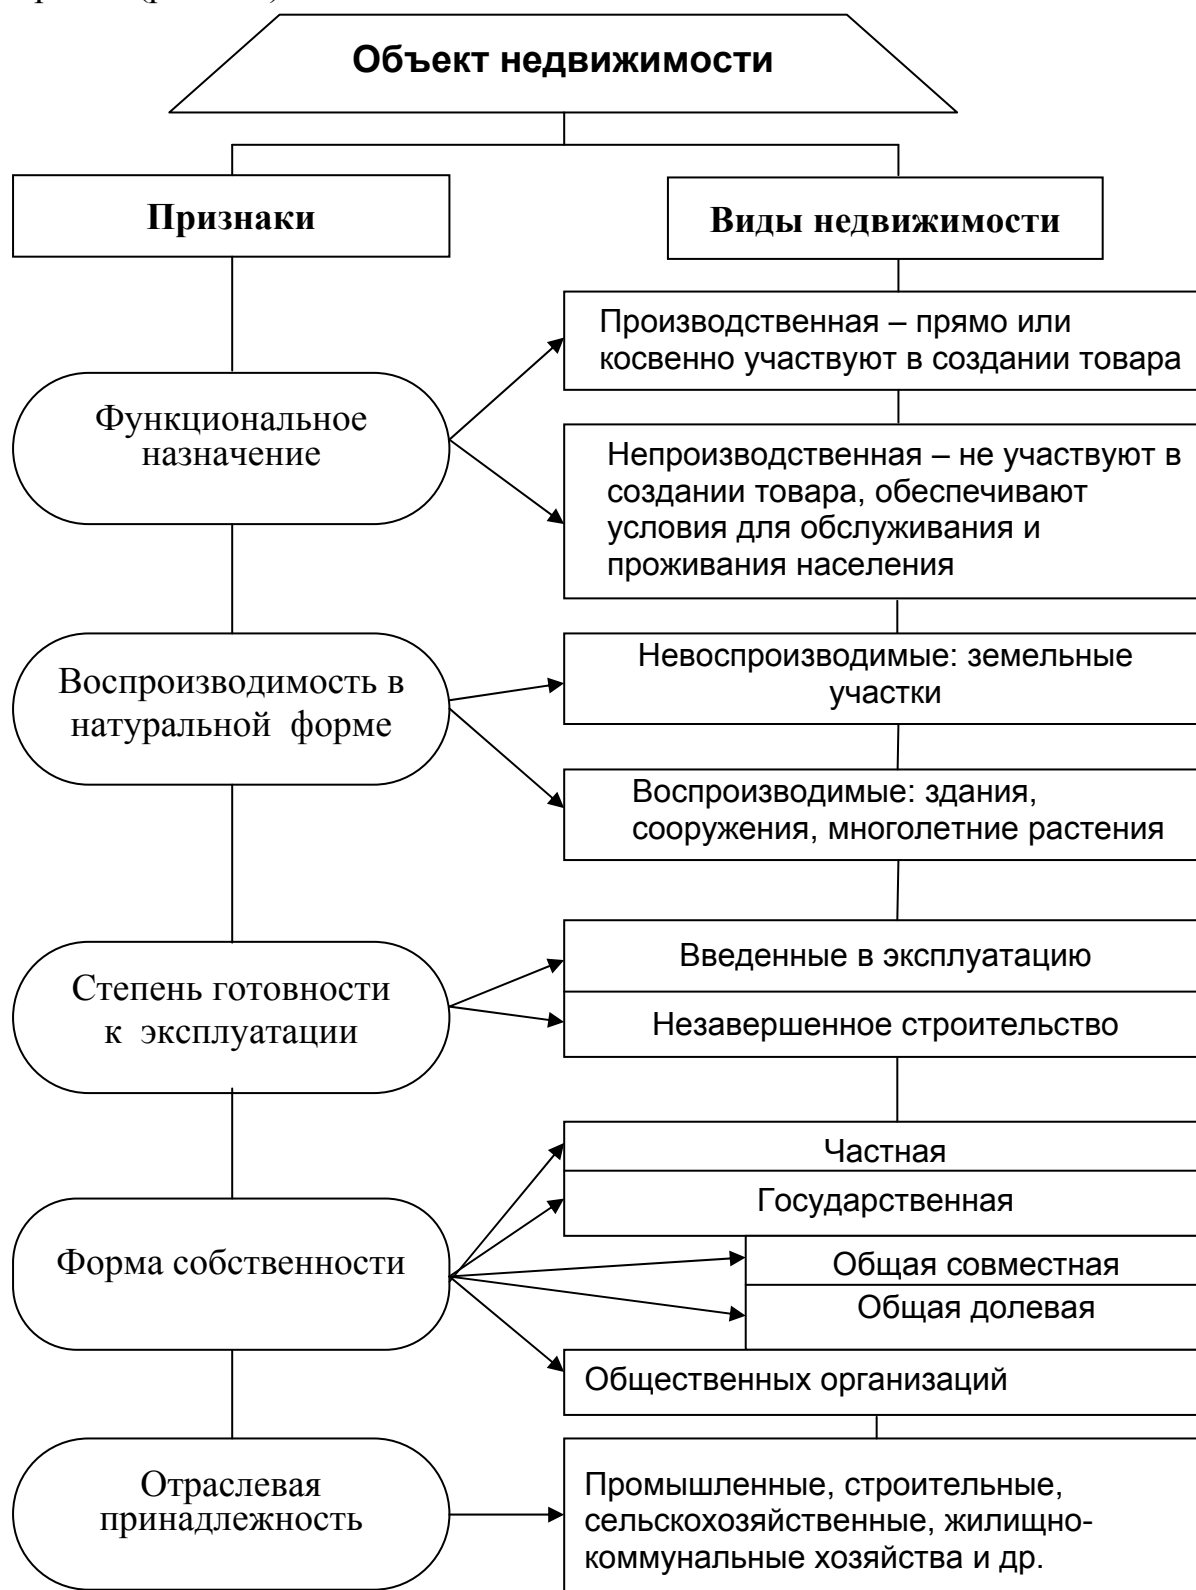 Объект недвижимости
Признаки
Виды недвижимости
Функциональное
назначение
Производственная – прямо или
косвенно участвуют в создании товара
Непроизводственная – не участвуют в
создании товара, обеспечивают
условия для обслуживания и
проживания населения
Воспроизводимость в
натуральной форме
Невоспроизводимые: земельные
участки
Воспроизводимые: здания,
сооружения, многолетние растения
Степень готовности
к эксплуатации
Введенные в эксплуатацию
Незавершенное строительство
Форма собственности
Частная
Государственная
Общая совместная
Общая долевая
Общественных организаций
Отраслевая
принадлежность
Промышленные, строительные,
сельскохозяйственные, жилищно-
коммунальные хозяйства и др.